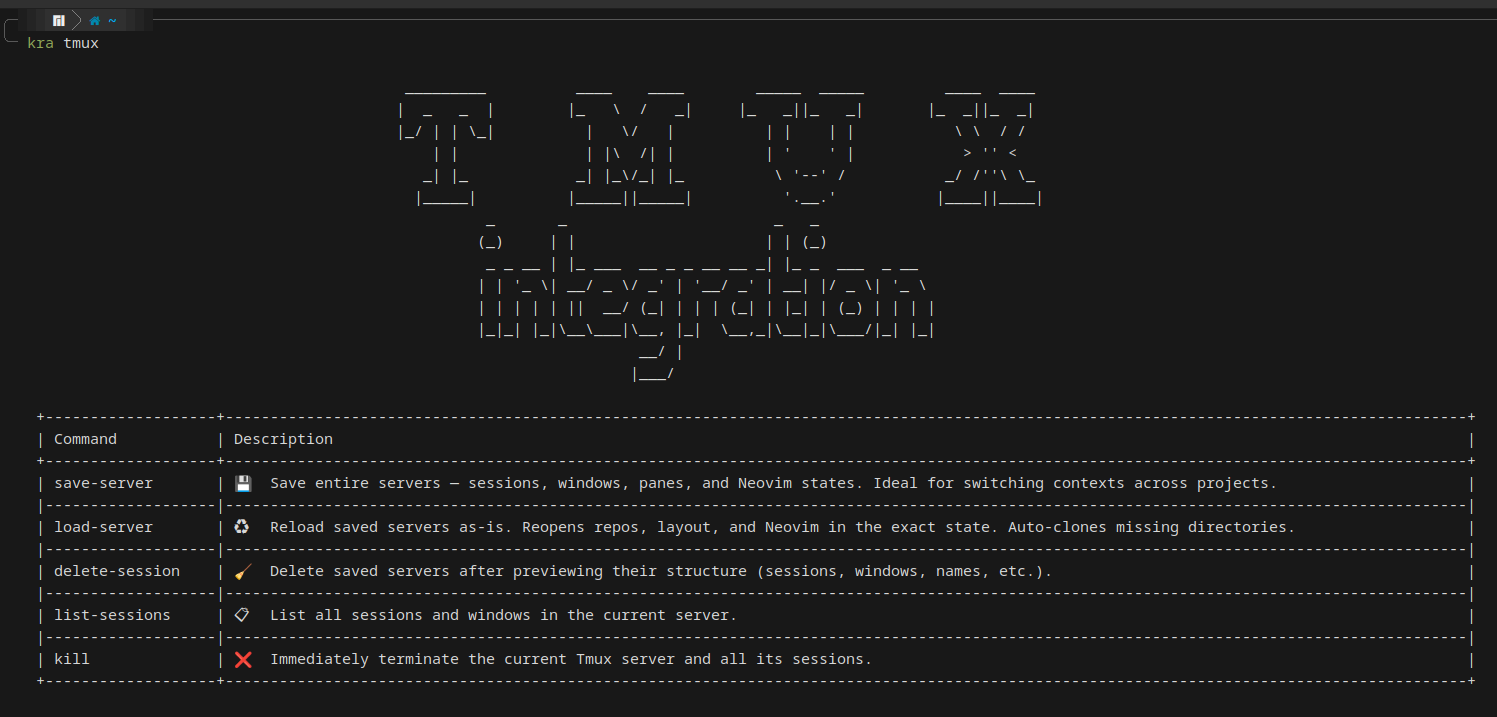 ~
kra tmux
TMUX
integration
Command Description
save-server 💾 Save entire servers — sessions, windows, panes, and Neovim states. Ideal for switching contexts across projects.
load-server ♻ Reload saved servers as-is. Reopens repos, layout, and Neovim in the exact state. Auto-clones missing directories.
delete-session 🧹 Delete saved servers after previewing their structure (sessions, windows, names, etc.).
list-sessions 📋 List all sessions and windows in the current server.
kill ❌ Immediately terminate the current Tmux server and all its sessions.